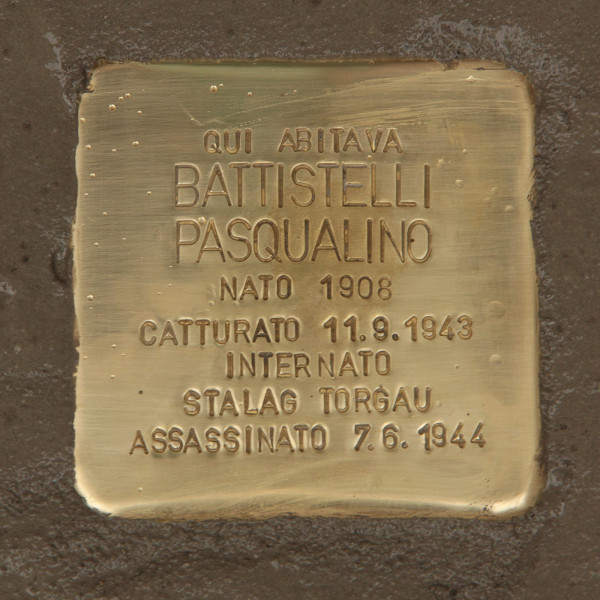 QUI ABITAVA
BATTISTELLI
PASQUALINO
NATO 1908
CATTURATO 11.9.1943
INTERNATO
STALAG TORGAU
ASSASSINATO 7.6.1944